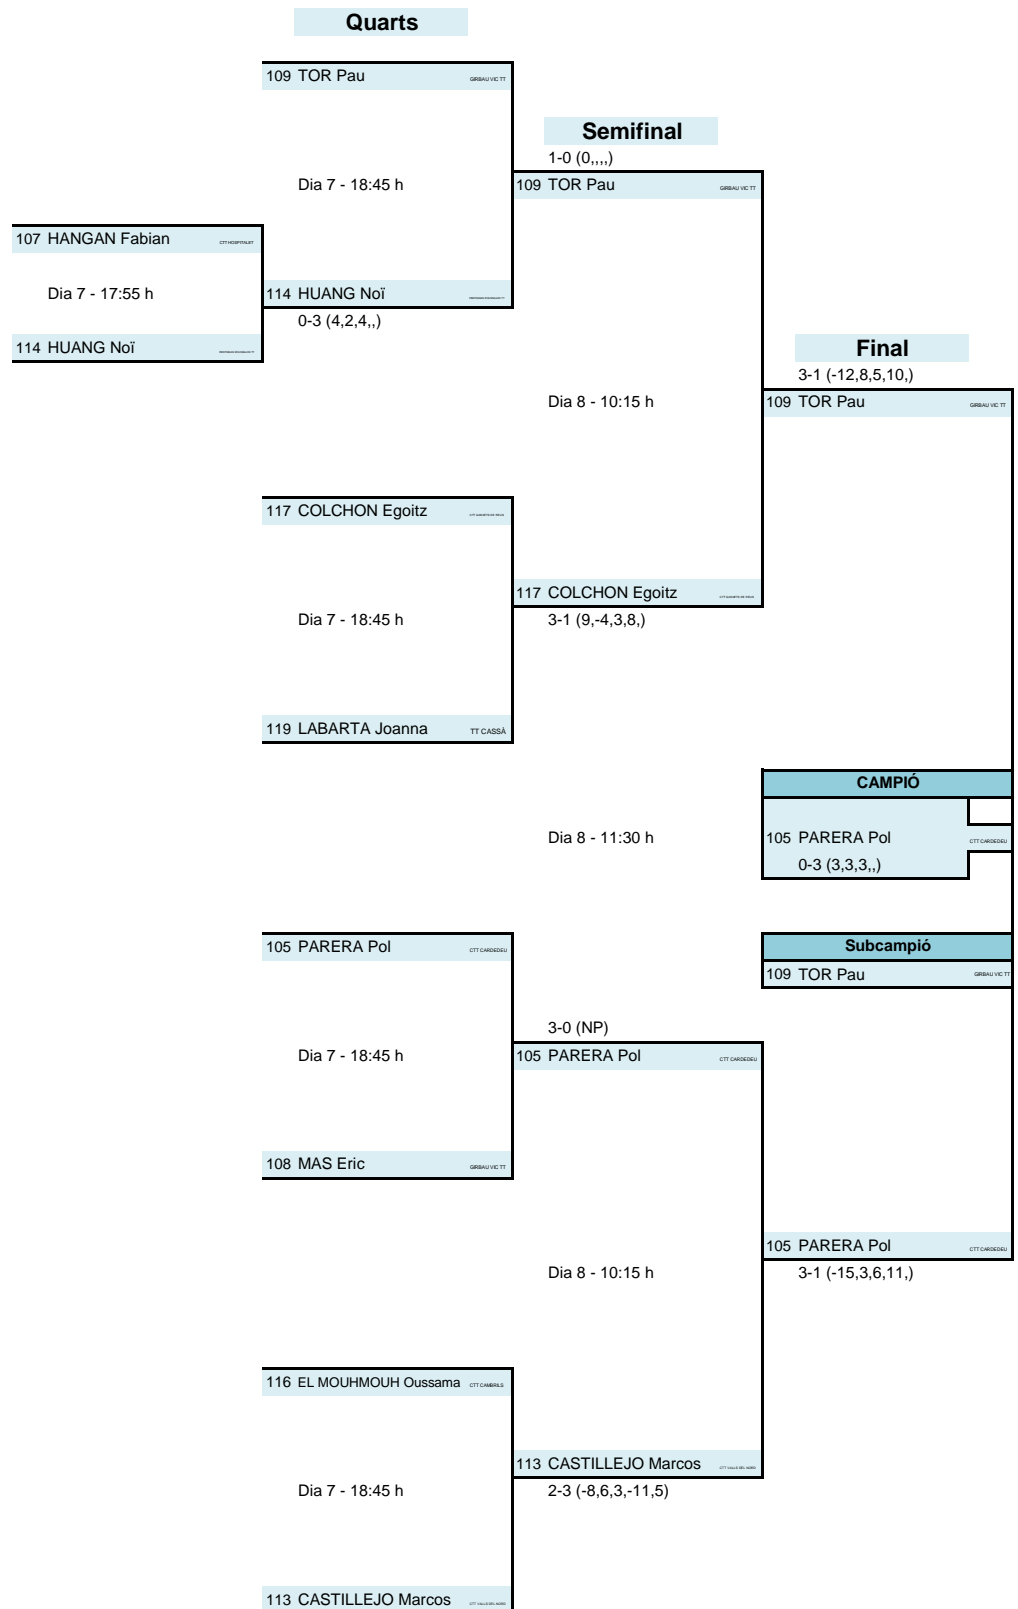 Quarts
109 TOR Pau GIRBAU VIC TT
Semifinal
1-0 (0,,,,)
Dia 7 - 18:45 h
109 TOR Pau GIRBAU VIC TT
107 HANGAN Fabian CTT HOSPITALET
Dia 7 - 17:55 h
114 HUANG Noï
0-3 (4,2,4,,)
114 HUANG Noï
Final
3-1 (-12,8,5,10,)
Dia 8 - 10:15 h
109 TOR Pau GIRBAU VIC TT
117 COLCHON Egoitz
117 COLCHON Egoitz
Dia 7 - 18:45 h
3-1 (9,-4,3,8,)
119 LABARTA Joanna TT CASSÀ
CAMPIÓ
Dia 8 - 11:30 h
105 PARERA Pol CTT CARDEDEU
0-3 (3,3,3,,)
105 PARERA Pol CTT CARDEDEU
Subcampió
109 TOR Pau GIRBAU VIC TT
3-0 (NP)
Dia 7 - 18:45 h
105 PARERA Pol CTT CARDEDEU
108 MAS Eric GIRBAU VIC TT
105 PARERA Pol CTT CARDEDEU
Dia 8 - 10:15 h
3-1 (-15,3,6,11,)
116 EL MOUHMOUH Oussama CTT CAMBRILS
113 CASTILLEJO Marcos
Dia 7 - 18:45 h
2-3 (-8,6,3,-11,5)
113 CASTILLEJO Marcos